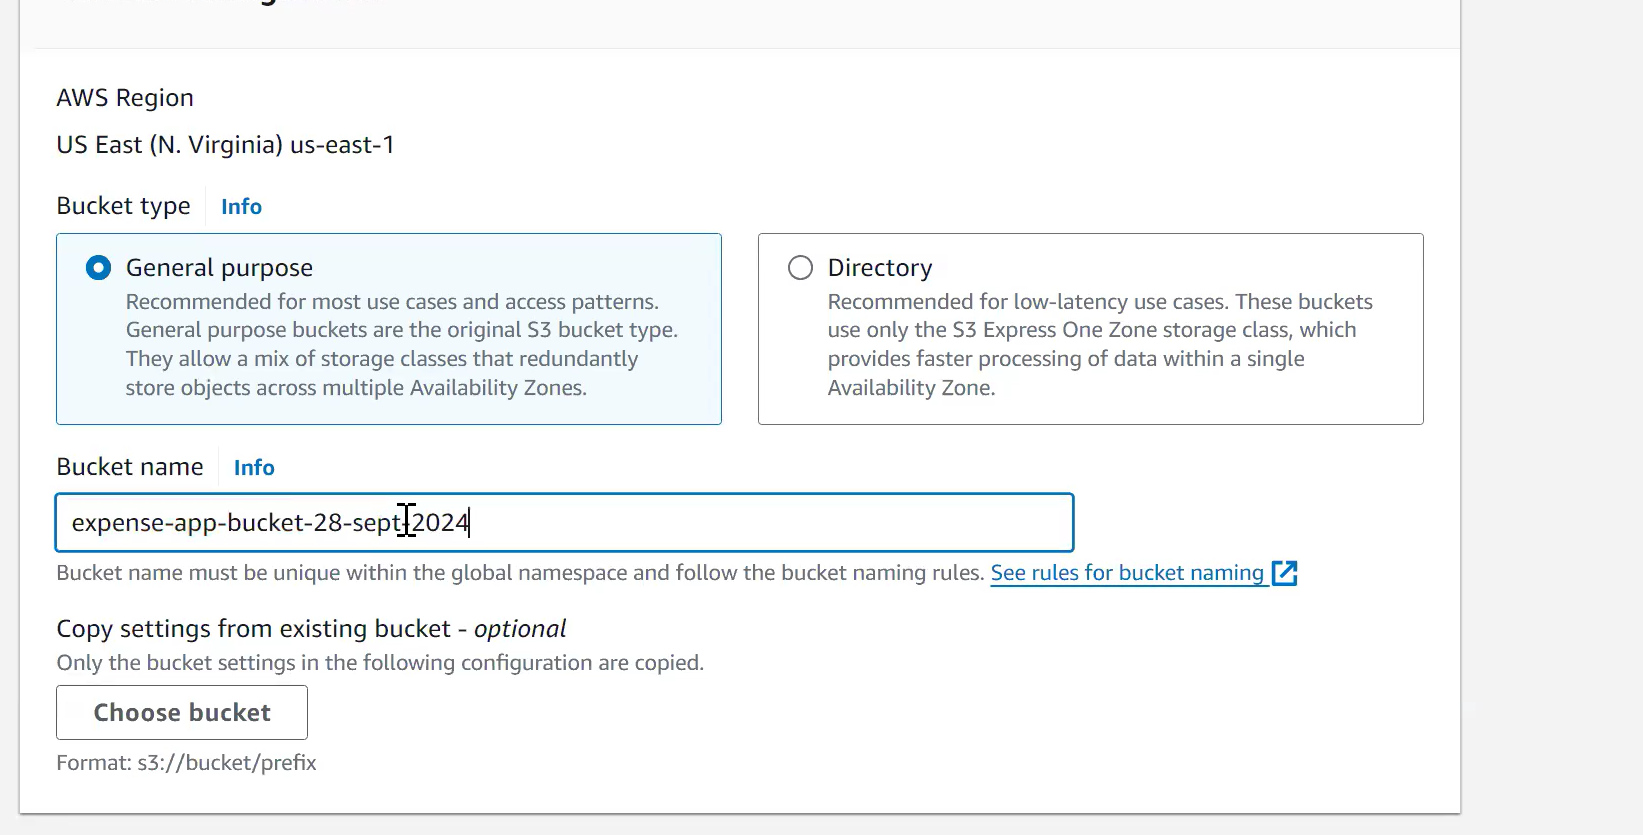 AWS Region
US East (N. Virginia) us-east-1
Bucket type Info
General purpose
Recommended for most use cases and access patterns.
General purpose buckets are the original S3 bucket type.
They allow a mix of storage classes that redundantly
store objects across multiple Availability Zones.
Directory
Recommended for low-latency use cases. These buckets
use only the S3 Express One Zone storage class, which
provides faster processing of data within a single
Availability Zone.
Bucket name Info
expense-app-bucket-28-sept-2024
Bucket name must be unique within the global namespace and follow the bucket naming rules. See rules for bucket naming
Copy settings from existing bucket - optional
Only the bucket settings in the following configuration are copied.
Choose bucket
Format: s3://bucket/prefix